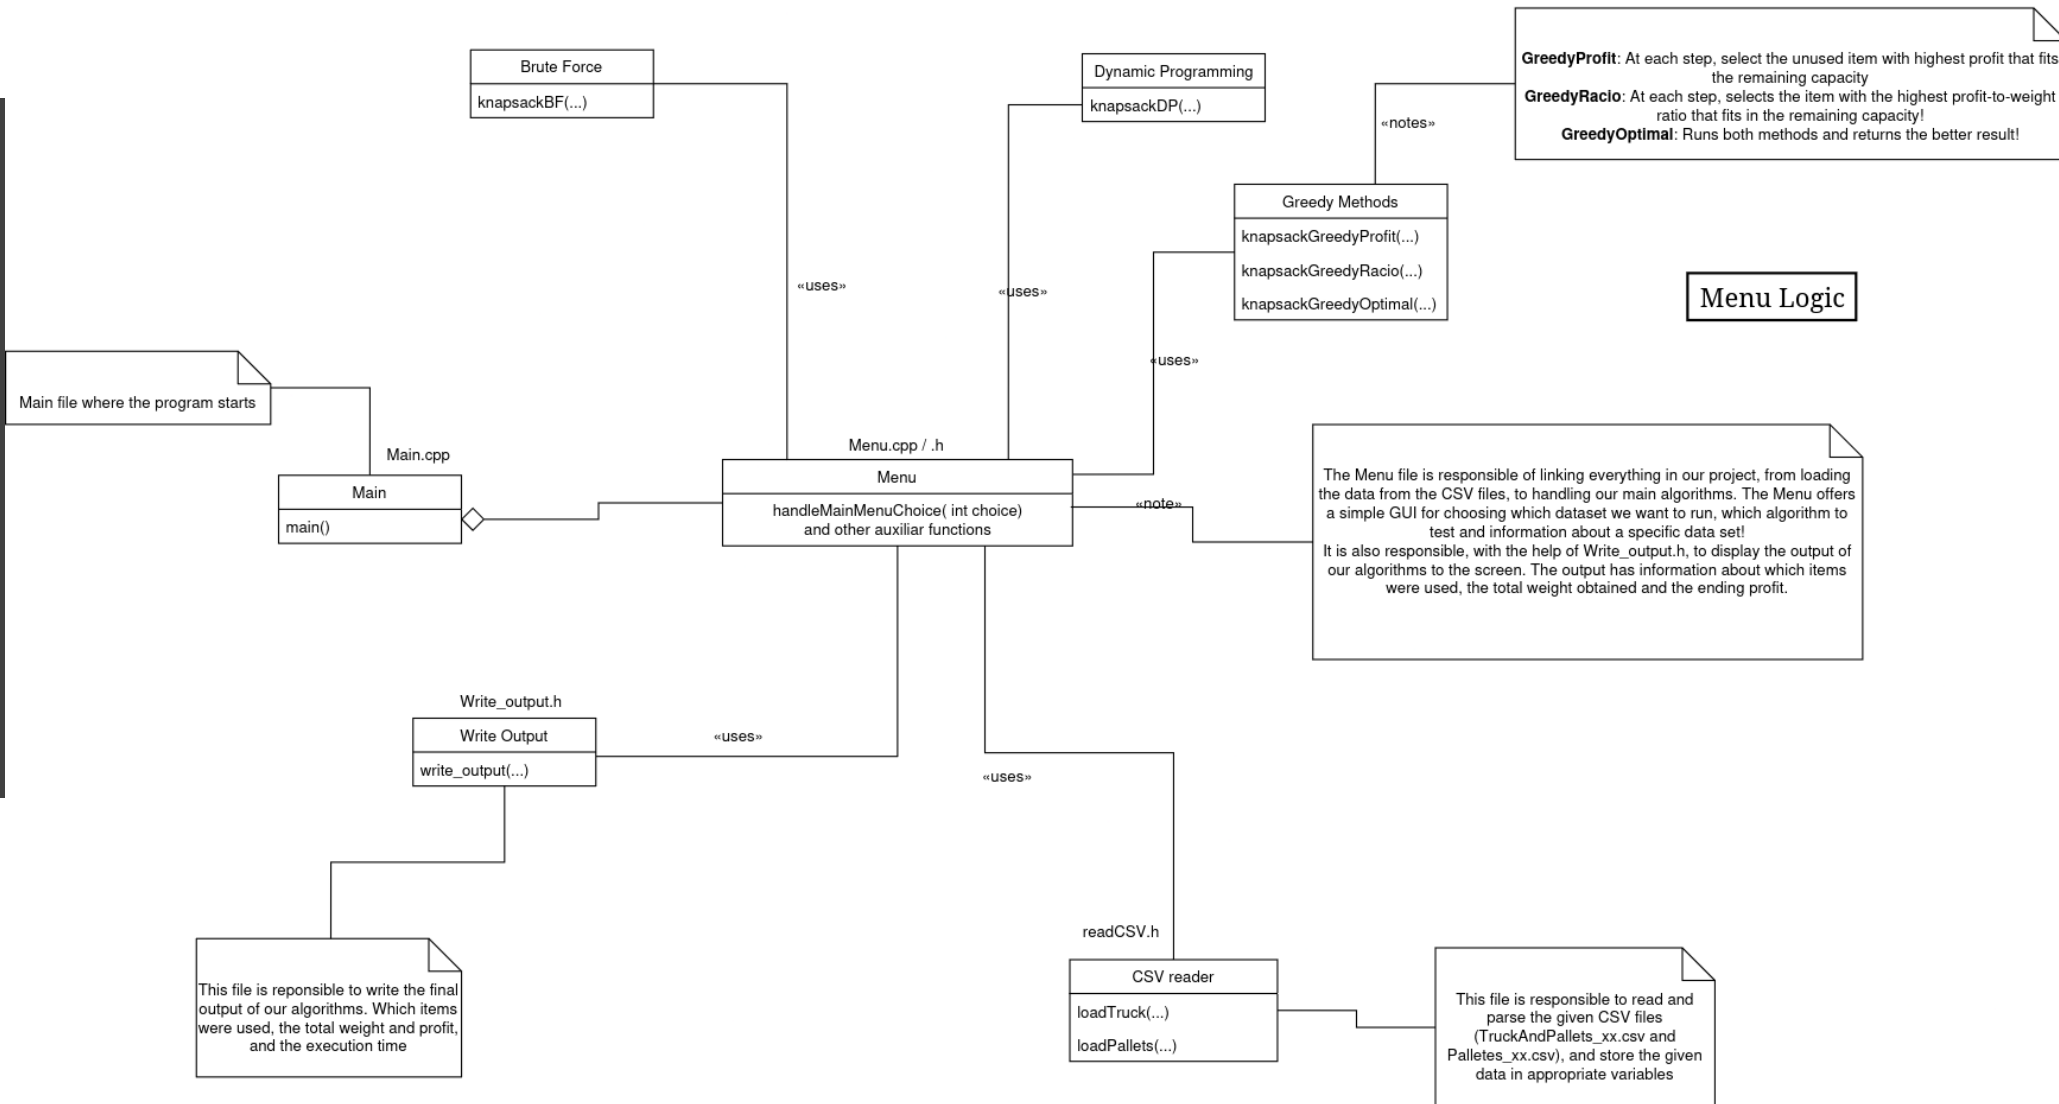 Brute Force
knapsackBF(...)
Dynamic Programming
knapsackDP(...)
GreedyProfit: At each step, select the unused item with highest profit that fits
the remaining capacity
GreedyRacio: At each step, selects the item with the highest profit-to-weight
ratio that fits in the remaining capacity!
GreedyOptimal: Runs both methods and returns the better result!
«notes»
Greedy Methods
knapsackGreedyProfit(...)
knapsackGreedyRacio(...)
knapsackGreedyOptimal(...)
Menu Logic
«uses»
«uses»
«uses»
Main file where the program starts
Main.cpp
Main
main()
Menu.cpp / .h
Menu
handleMainMenuChoice( int choice)
and other auxiliar functions
«note»
The Menu file is responsible of linking everything in our project, from loading
the data from the CSV files, to handling our main algorithms. The Menu offers
a simple GUI for choosing which dataset we want to run, which algorithm to
test and information about a specific data set!
It is also responsible, with the help of Write_output.h, to display the output of
our algorithms to the screen. The output has information about which items
were used, the total weight obtained and the ending profit.
Write_output.h
Write Output
write_output(...)
«uses»
«uses»
This file is reponsible to write the final
output of our algorithms. Which items
were used, the total weight and profit,
and the execution time
readCSV.h
CSV reader
loadTruck(...)
loadPallets(...)
This file is responsible to read and
parse the given CSV files
(TruckAndPallets_xx.csv and
Palletes_xx.csv), and store the given
data in appropriate variables